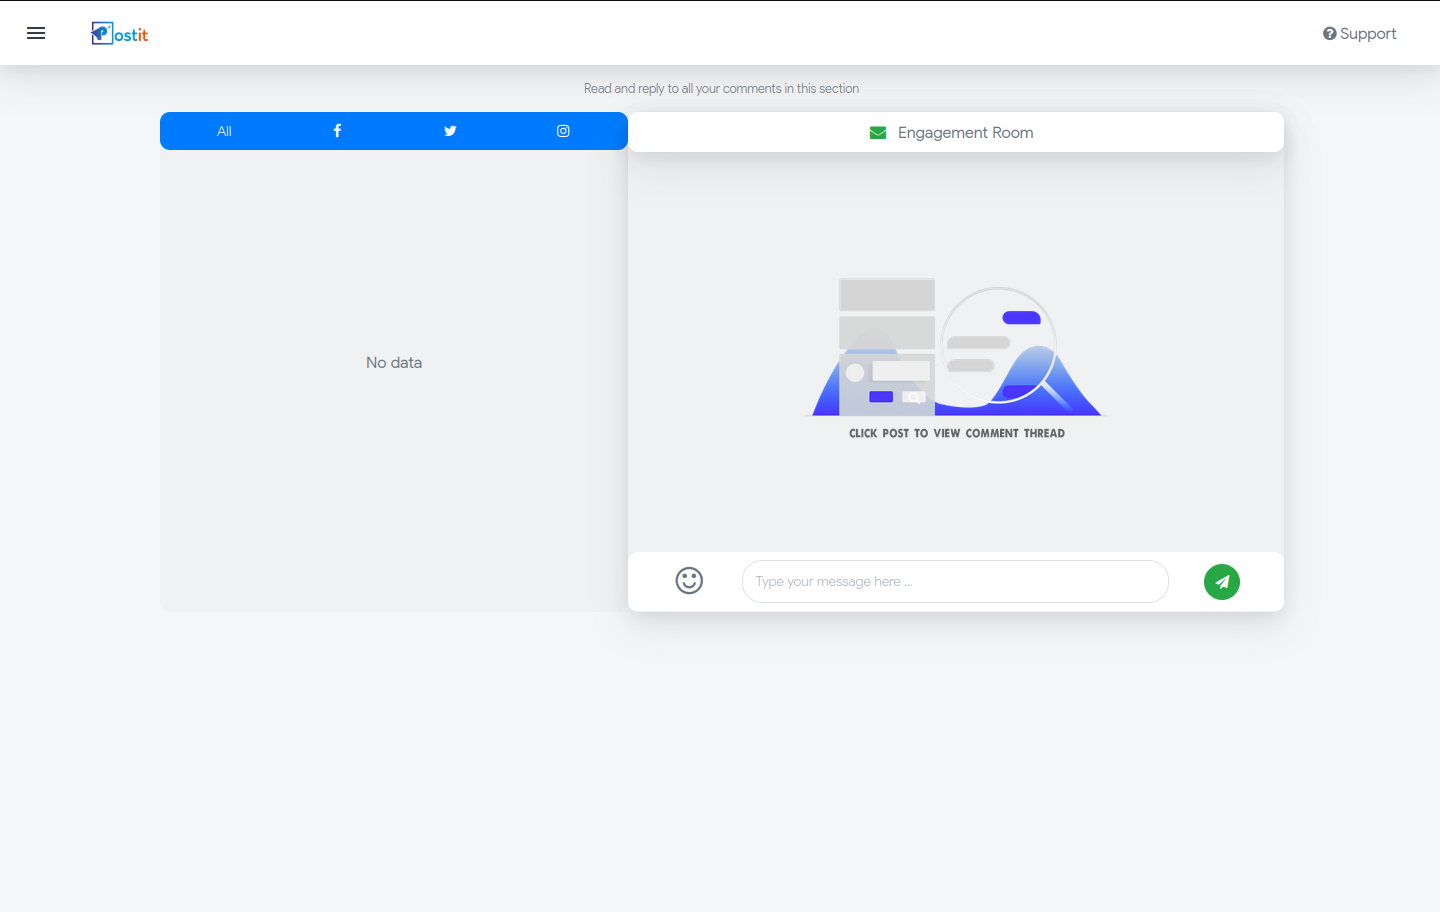 Postit
Support
Read and reply to all your comments in this section
All
Engagement Room
No data
CLICK POST TO VIEW COMMENT THREAD
Type your message here ...